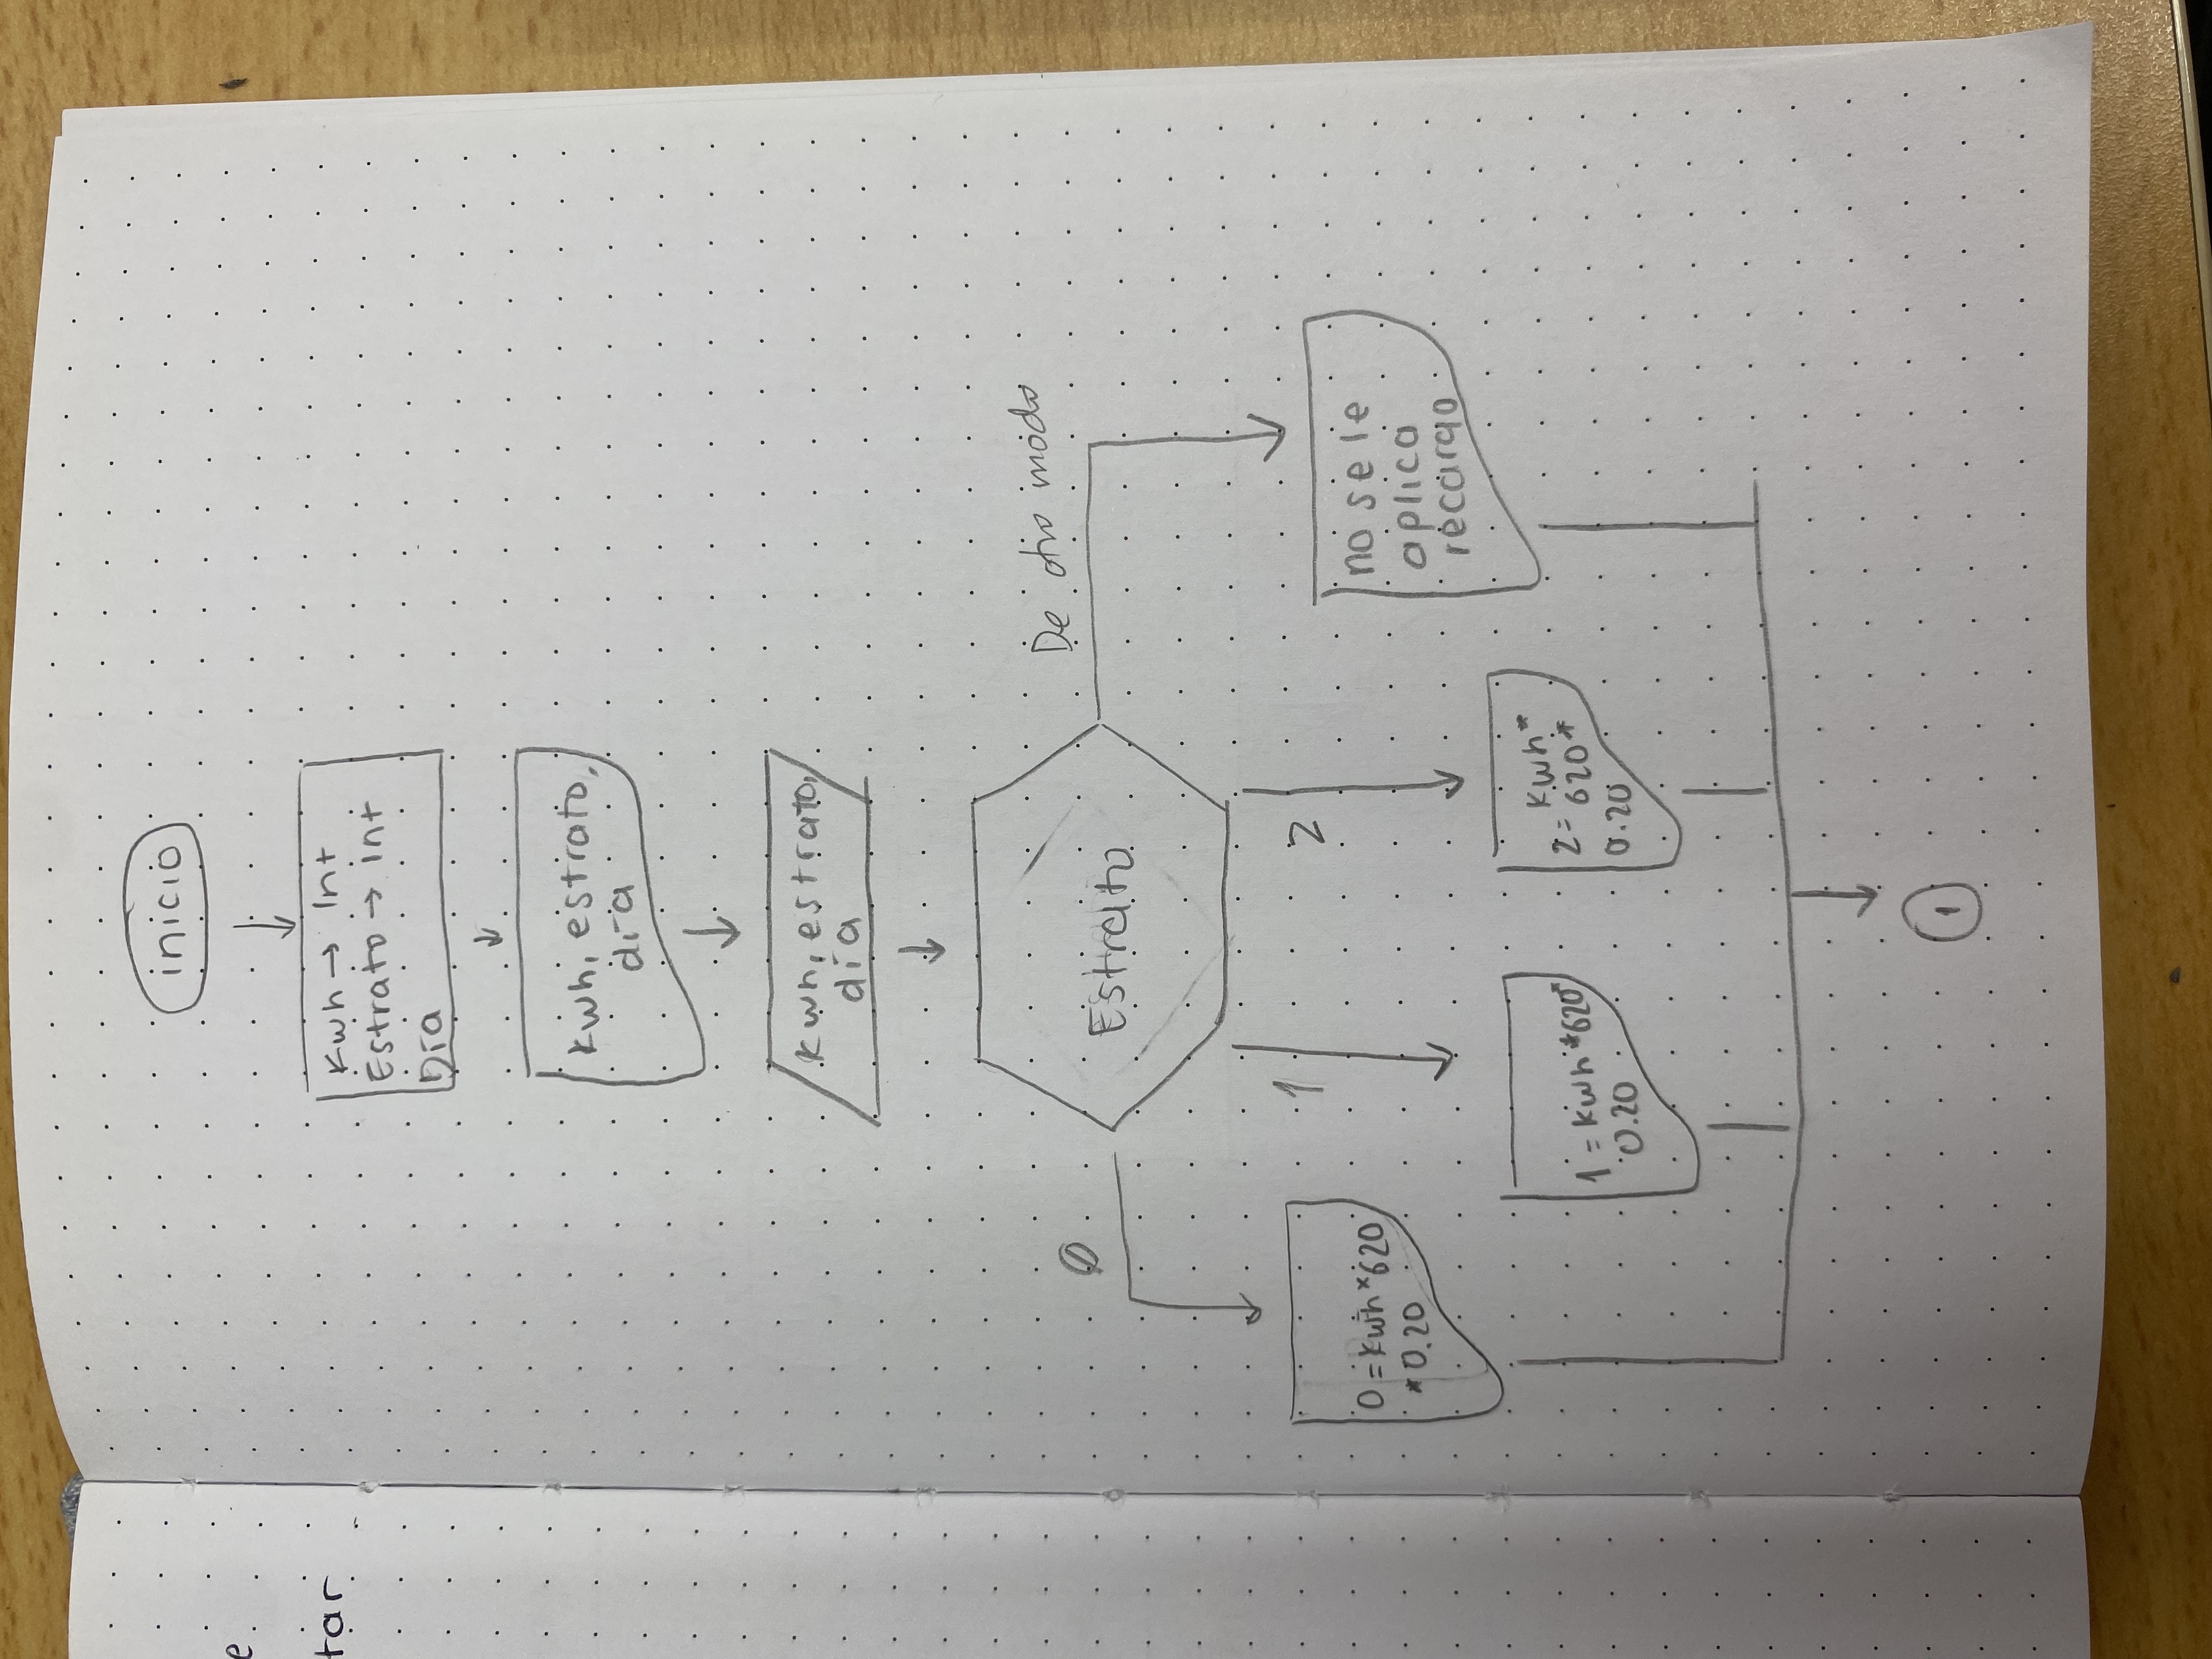 e
tar
inicio
Kwh → Int
Estrato → int
Día
kwh, estrato,
día
kwh, estrato,
día
Estrato
0
De otro modo
1
2
0 = kwh * 620
* 0.20
no se le
aplica
recargo
1 = kwh * 620 *
0.20
kwh *
2 = 620 *
0.20
1